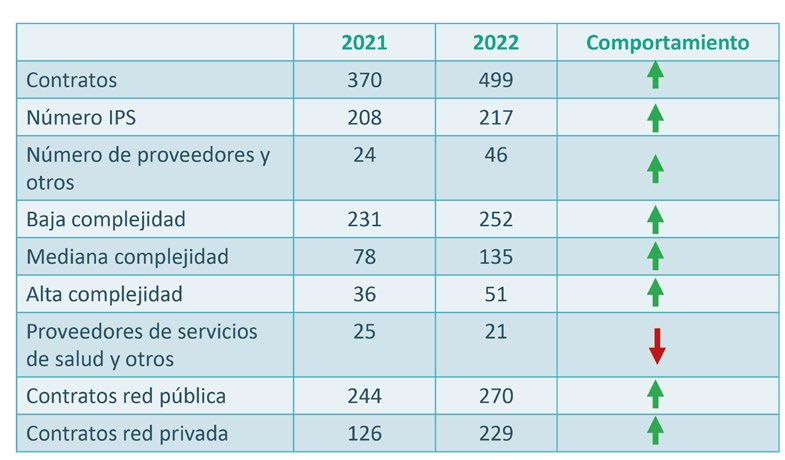 2021 2022 Comportamiento
Contratos 370 499
Número IPS 208 217
Número de proveedores y 24 46
otros
Baja complejidad 231 252
Mediana complejidad 78 135
Alta complejidad 36 51
Proveedores de servicios 25 21
de salud y otros
Contratos red pública 244 270
Contratos red privada 126 229